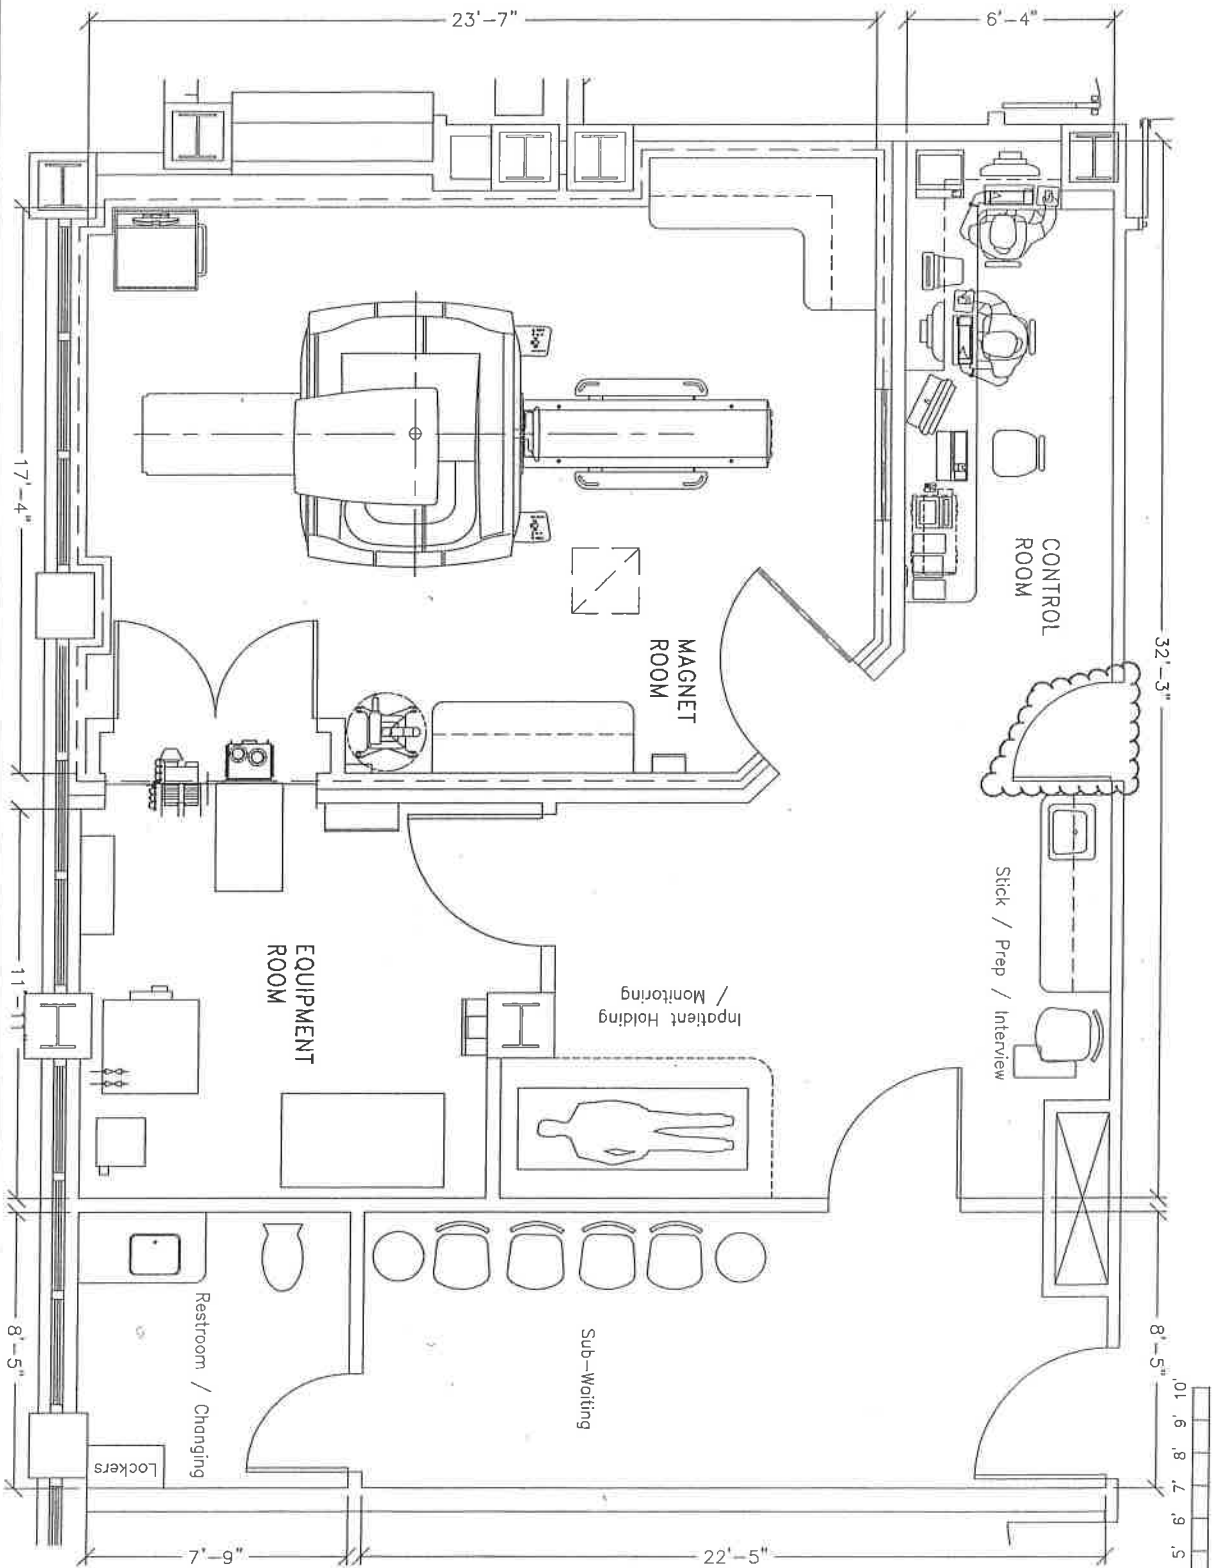 23'-7"
6'-4"
CONTROL
ROOM
32'-3"
MAGNET
ROOM
17'-4"
Stick / Prep / Interview
Inpatient Holding
/ Monitoring
EQUIPMENT
ROOM
11'-11"
Sub-Waiting
Restroom / Changing
Lockers
8'-5"
8'-5"
10'
9'
8'
7'
6'
5'
7'-9"
22'-5"